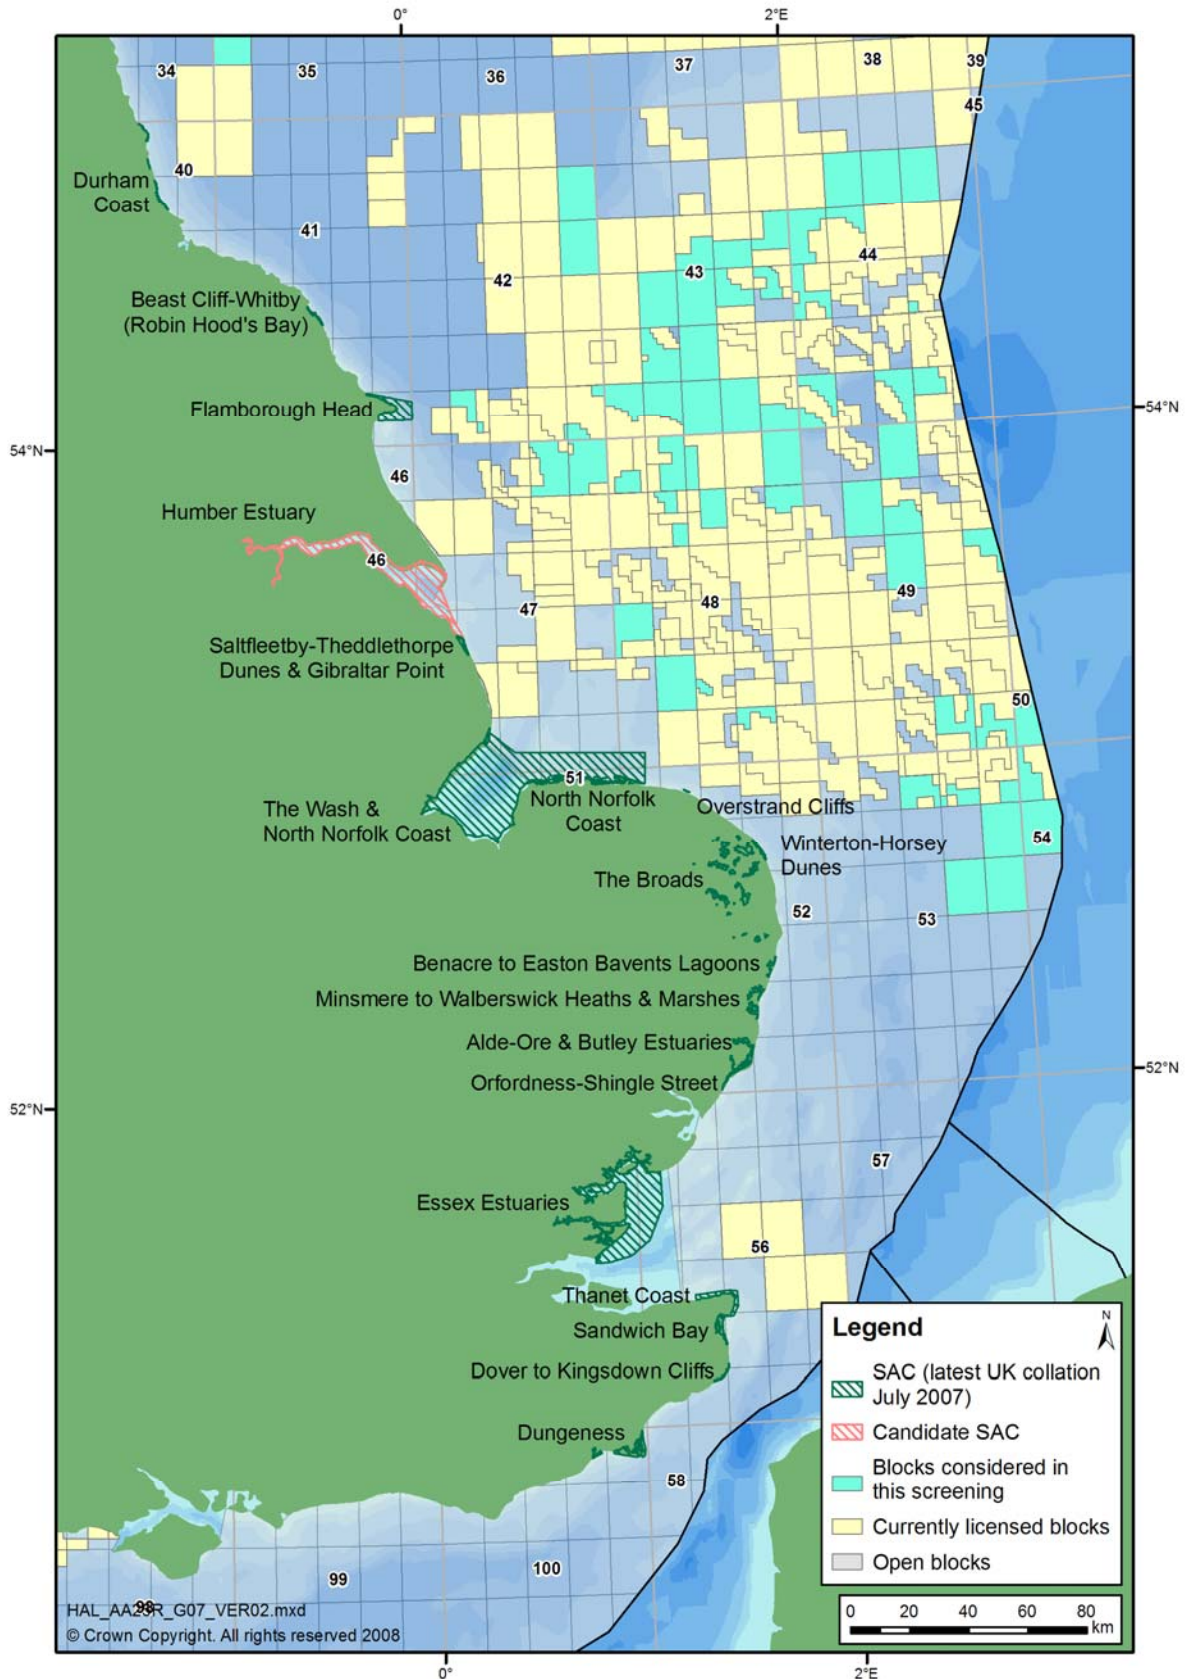 0°
2°E
34
35
36
37
38
39
45
40
Durham
Coast
41
42
43
44
Beast Cliff-Whitby
(Robin Hood's Bay)
Flamborough Head
54°N
54°N
46
Humber Estuary
46
47
48
49
Saltfleetby-Theddlethorpe
Dunes & Gibraltar Point
50
51
North Norfolk
Coast
The Wash &
North Norfolk Coast
Overstrand Cliffs
54
Winterton-Horsey
Dunes
The Broads
52
53
Benacre to Easton Bavents Lagoons
Minsmere to Walberswick Heaths & Marshes
Alde-Ore & Butley Estuaries
Orfordness-Shingle Street
52°N
52°N
57
Essex Estuaries
56
Thanet Coast
Sandwich Bay
Dover to Kingsdown Cliffs
Dungeness
58
Legend
N
SAC (latest UK collation
July 2007)
Candidate SAC
Blocks considered in
this screening
Currently licensed blocks
Open blocks
0 20 40 60 80
km
99
100
98
HAL_AA25R_G07_VER02.mxd
© Crown Copyright. All rights reserved 2008
0°
2°E